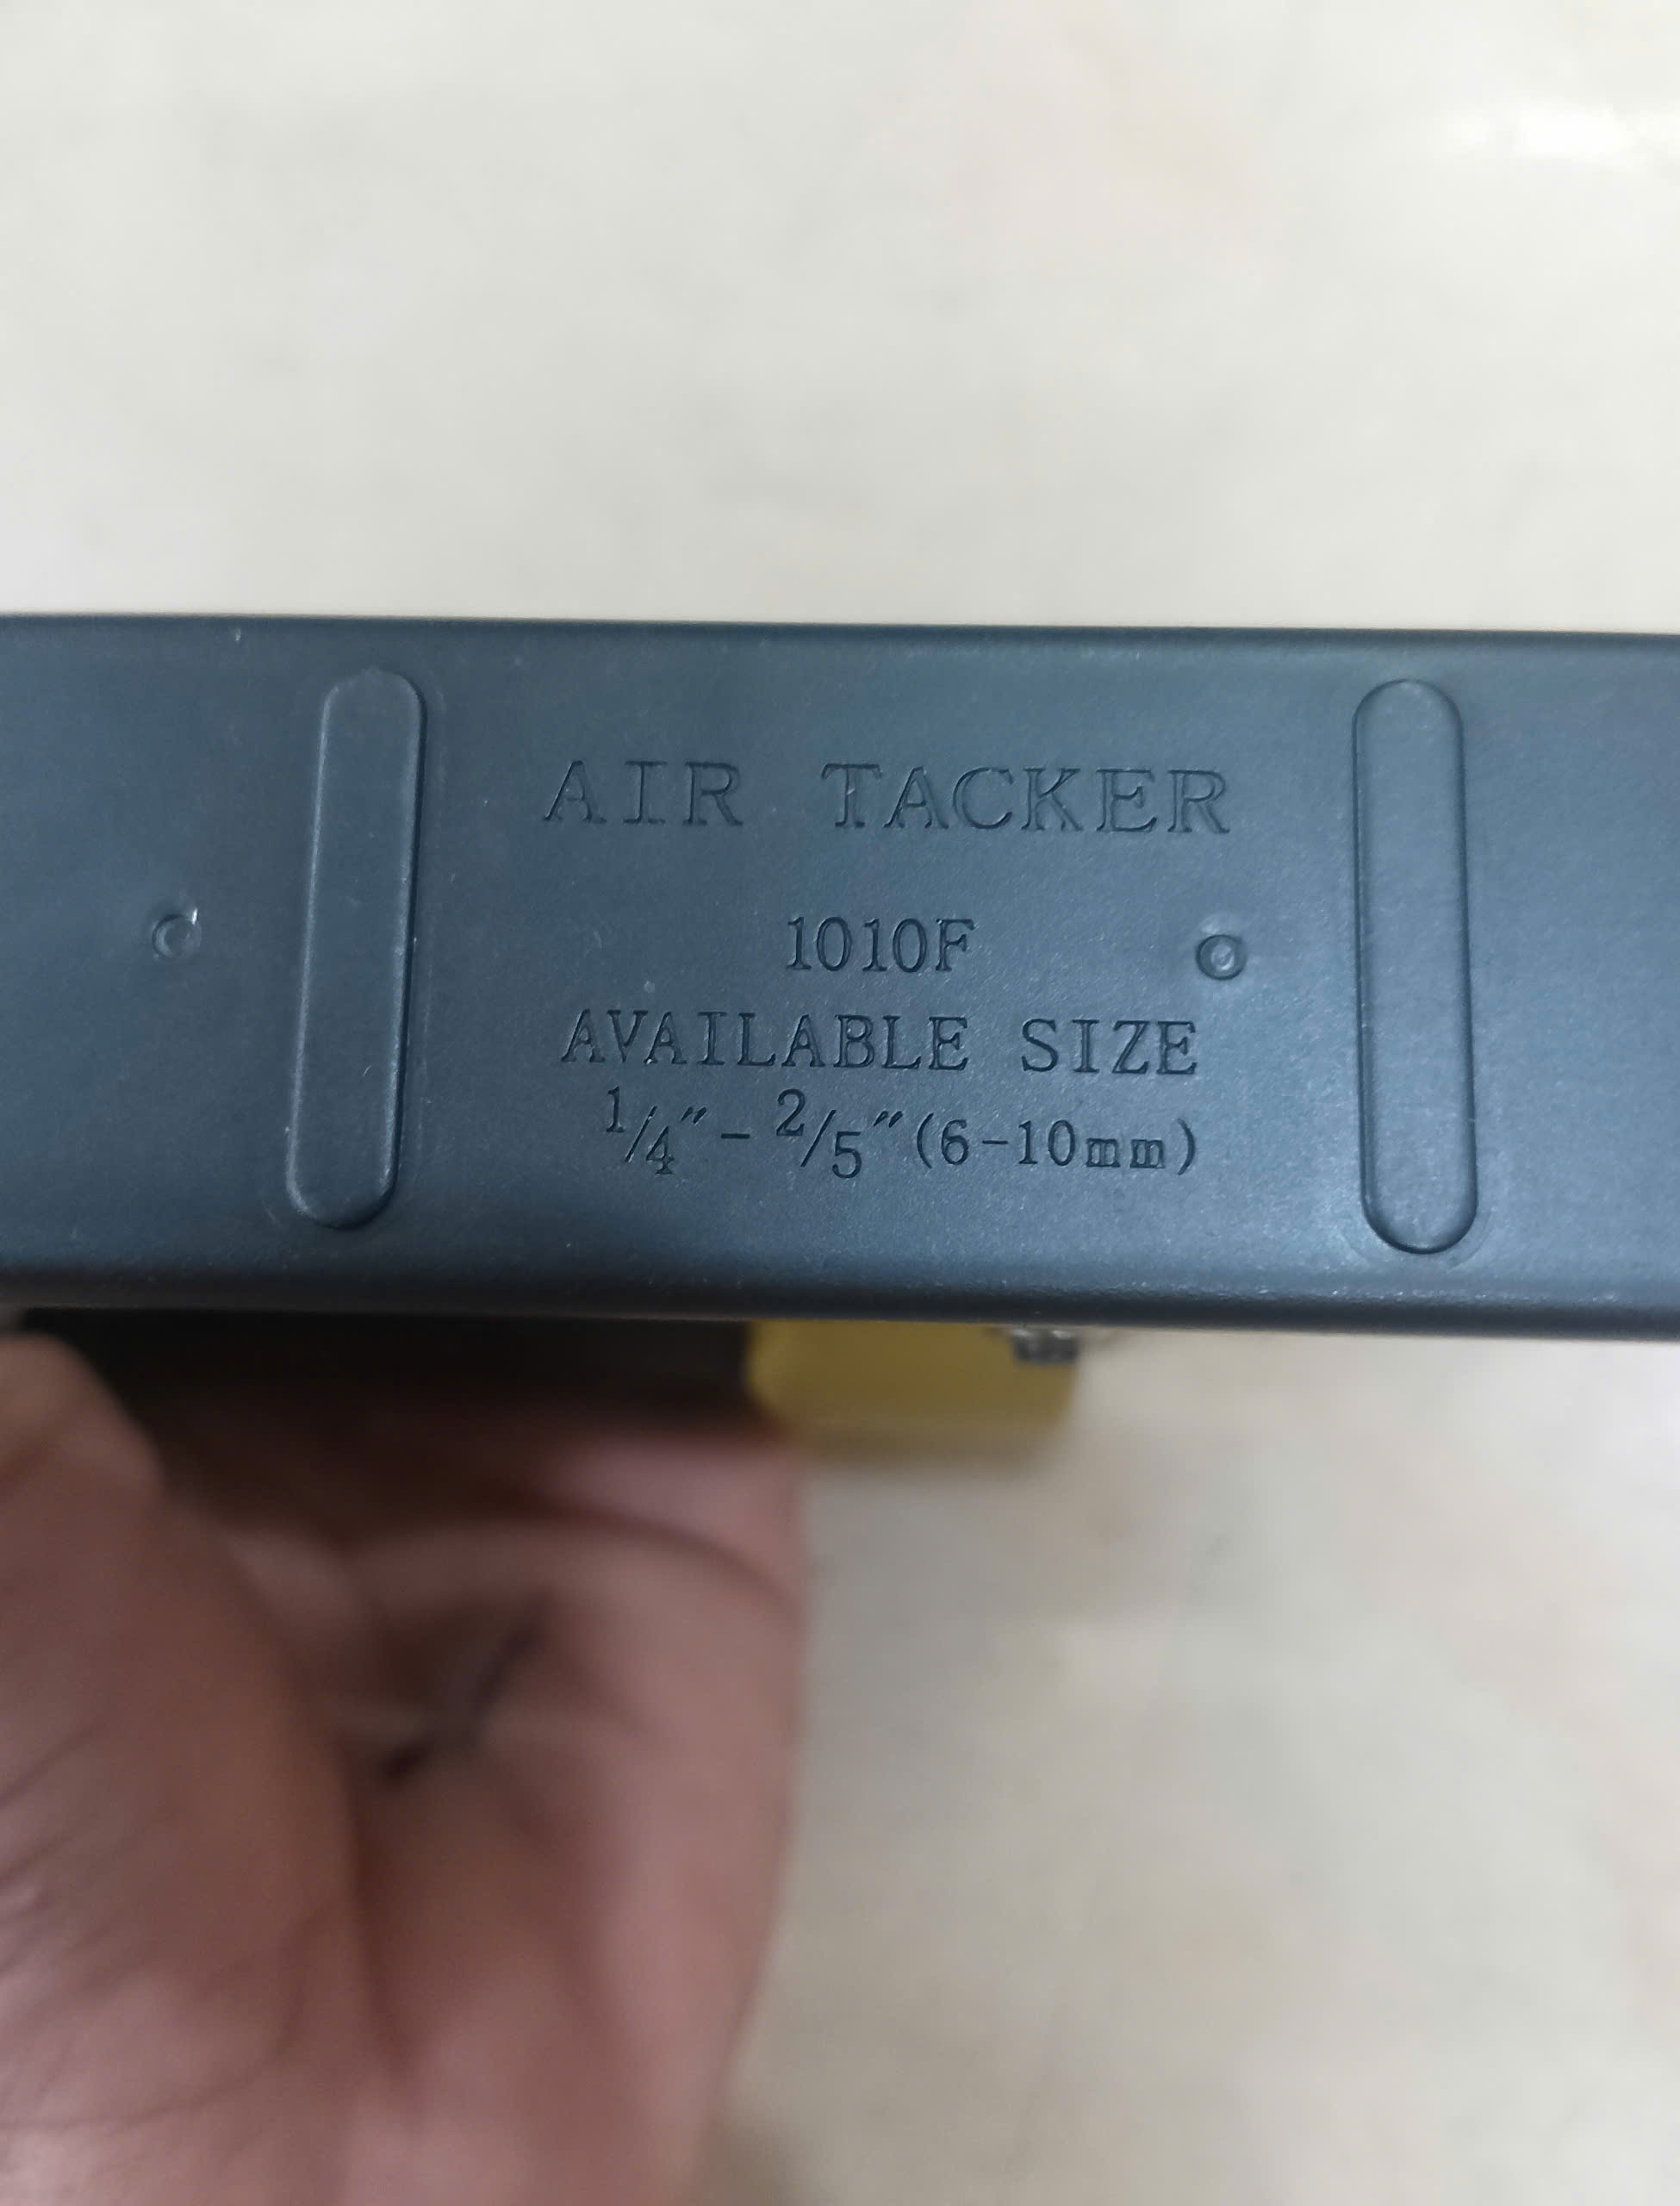 AIR TACKER
1010F
AVAILABLE SIZE
1/4"-2/5"(6-10mm)